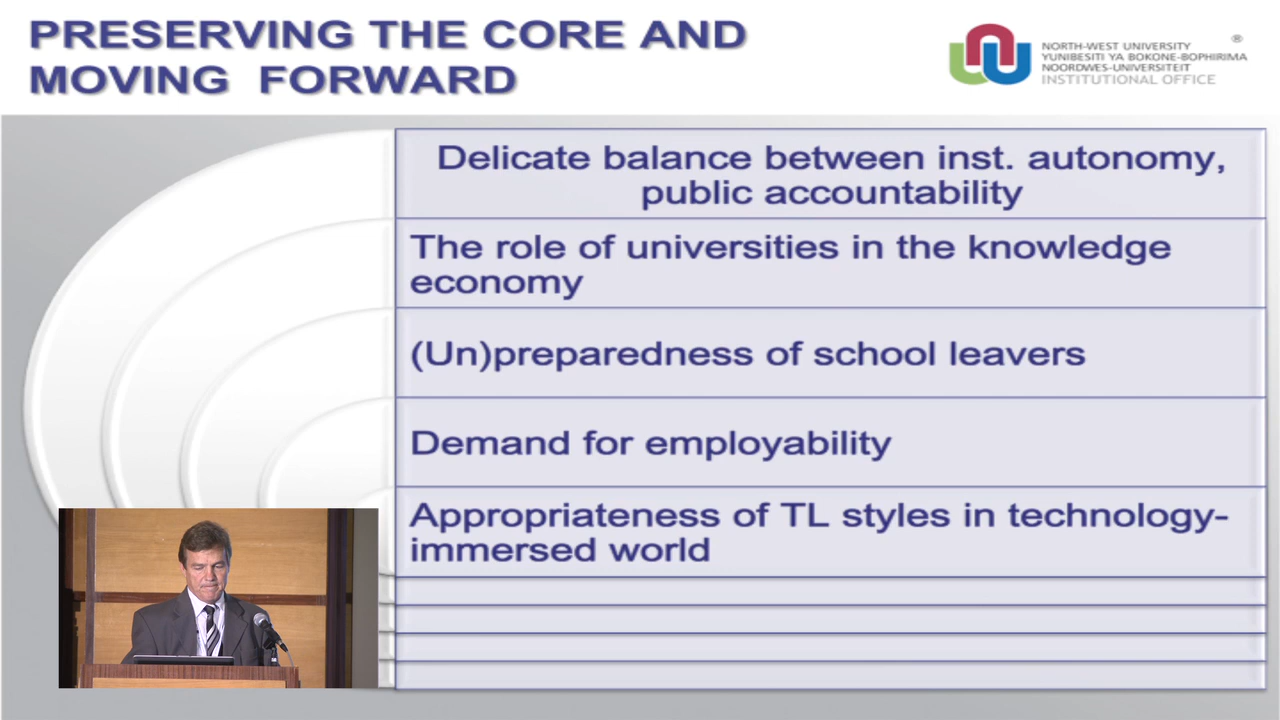 PRESERVING THE CORE AND
MOVING FORWARD
®
NORTH-WEST UNIVERSITY
YUNIBESITI YA BOKONE-BOPHIRIMA
NOORDWES-UNIVERSITEIT
INSTITUTIONAL OFFICE
Delicate balance between inst. autonomy,
public accountability
The role of universities in the knowledge
economy
(Un)preparedness of school leavers
Demand for employability
Appropriateness of TL styles in technology-
immersed world